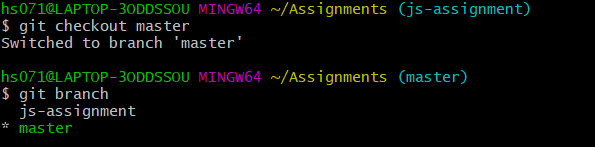 hs071@LAPTOP-3ODDSSOU MINGW64 ~/Assignments (js-assignment)
$ git checkout master
Switched to branch 'master'
hs071@LAPTOP-3ODDSSOU MINGW64 ~/Assignments (master)
$ git branch
js-assignment
* master